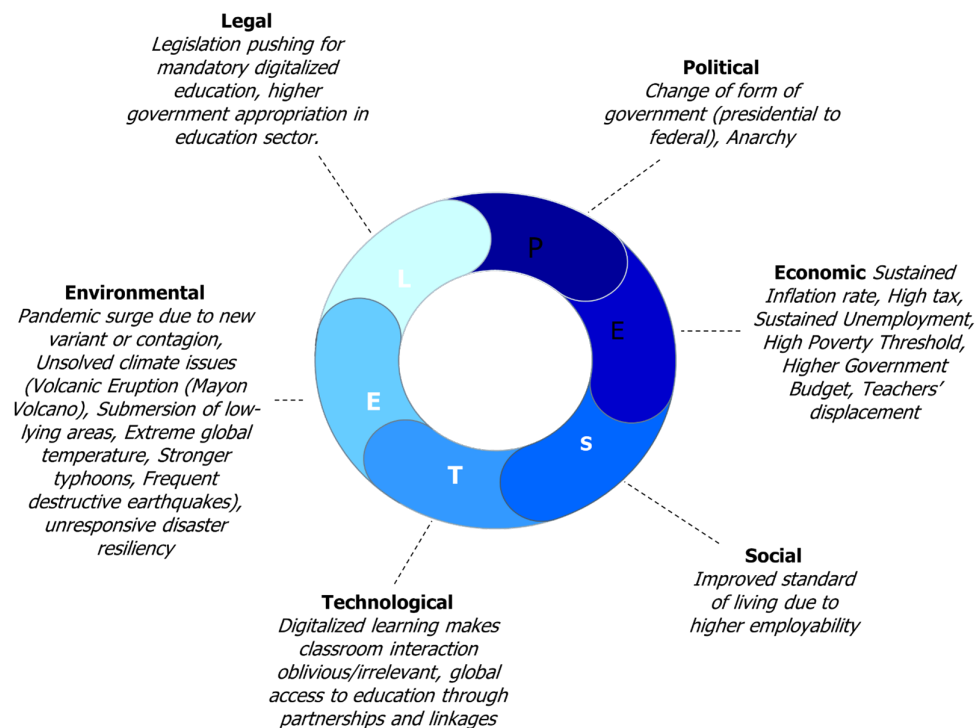 Legal
Legislation pushing for
mandatory digitalized
education, higher
government appropriation in
education sector.
Political
Change of form of
government (presidential to
federal), Anarchy
Economic Sustained
Inflation rate, High tax,
Sustained Unemployment,
High Poverty Threshold,
Higher Government
Budget, Teachers’
displacement
Social
Improved standard
of living due to
higher employability
Technological
Digitalized learning makes
classroom interaction
oblivious/irrelevant, global
access to education through
partnerships and linkages
Environmental
Pandemic surge due to new
variant or contagion,
Unsolved climate issues
(Volcanic Eruption (Mayon
Volcano), Submersion of low-
lying areas, Extreme global
temperature, Stronger
typhoons, Frequent
destructive earthquakes),
unresponsive disaster
resiliency
P
E
S
T
E
L